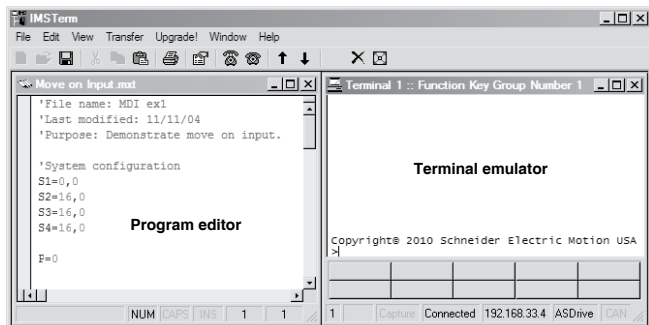 IMSTerm
File Edit View Transfer Upgrade! Window Help
Move on Input.mxt
'File name: MDI ex1
'Last modified: 11/11/04
'Purpose: Demonstrate move on input.
'System configuration
S1=0,0
S2=16,0
S3=16,0
S4=16,0
P=0
Program editor
NUM CAPS INS 1 1
Terminal 1 :: Function Key Group Number 1
Terminal emulator
Copyright© 2010 Schneider Electric Motion USA
>
1 Capture Connected 192.168.33.4 ASDrive CAN